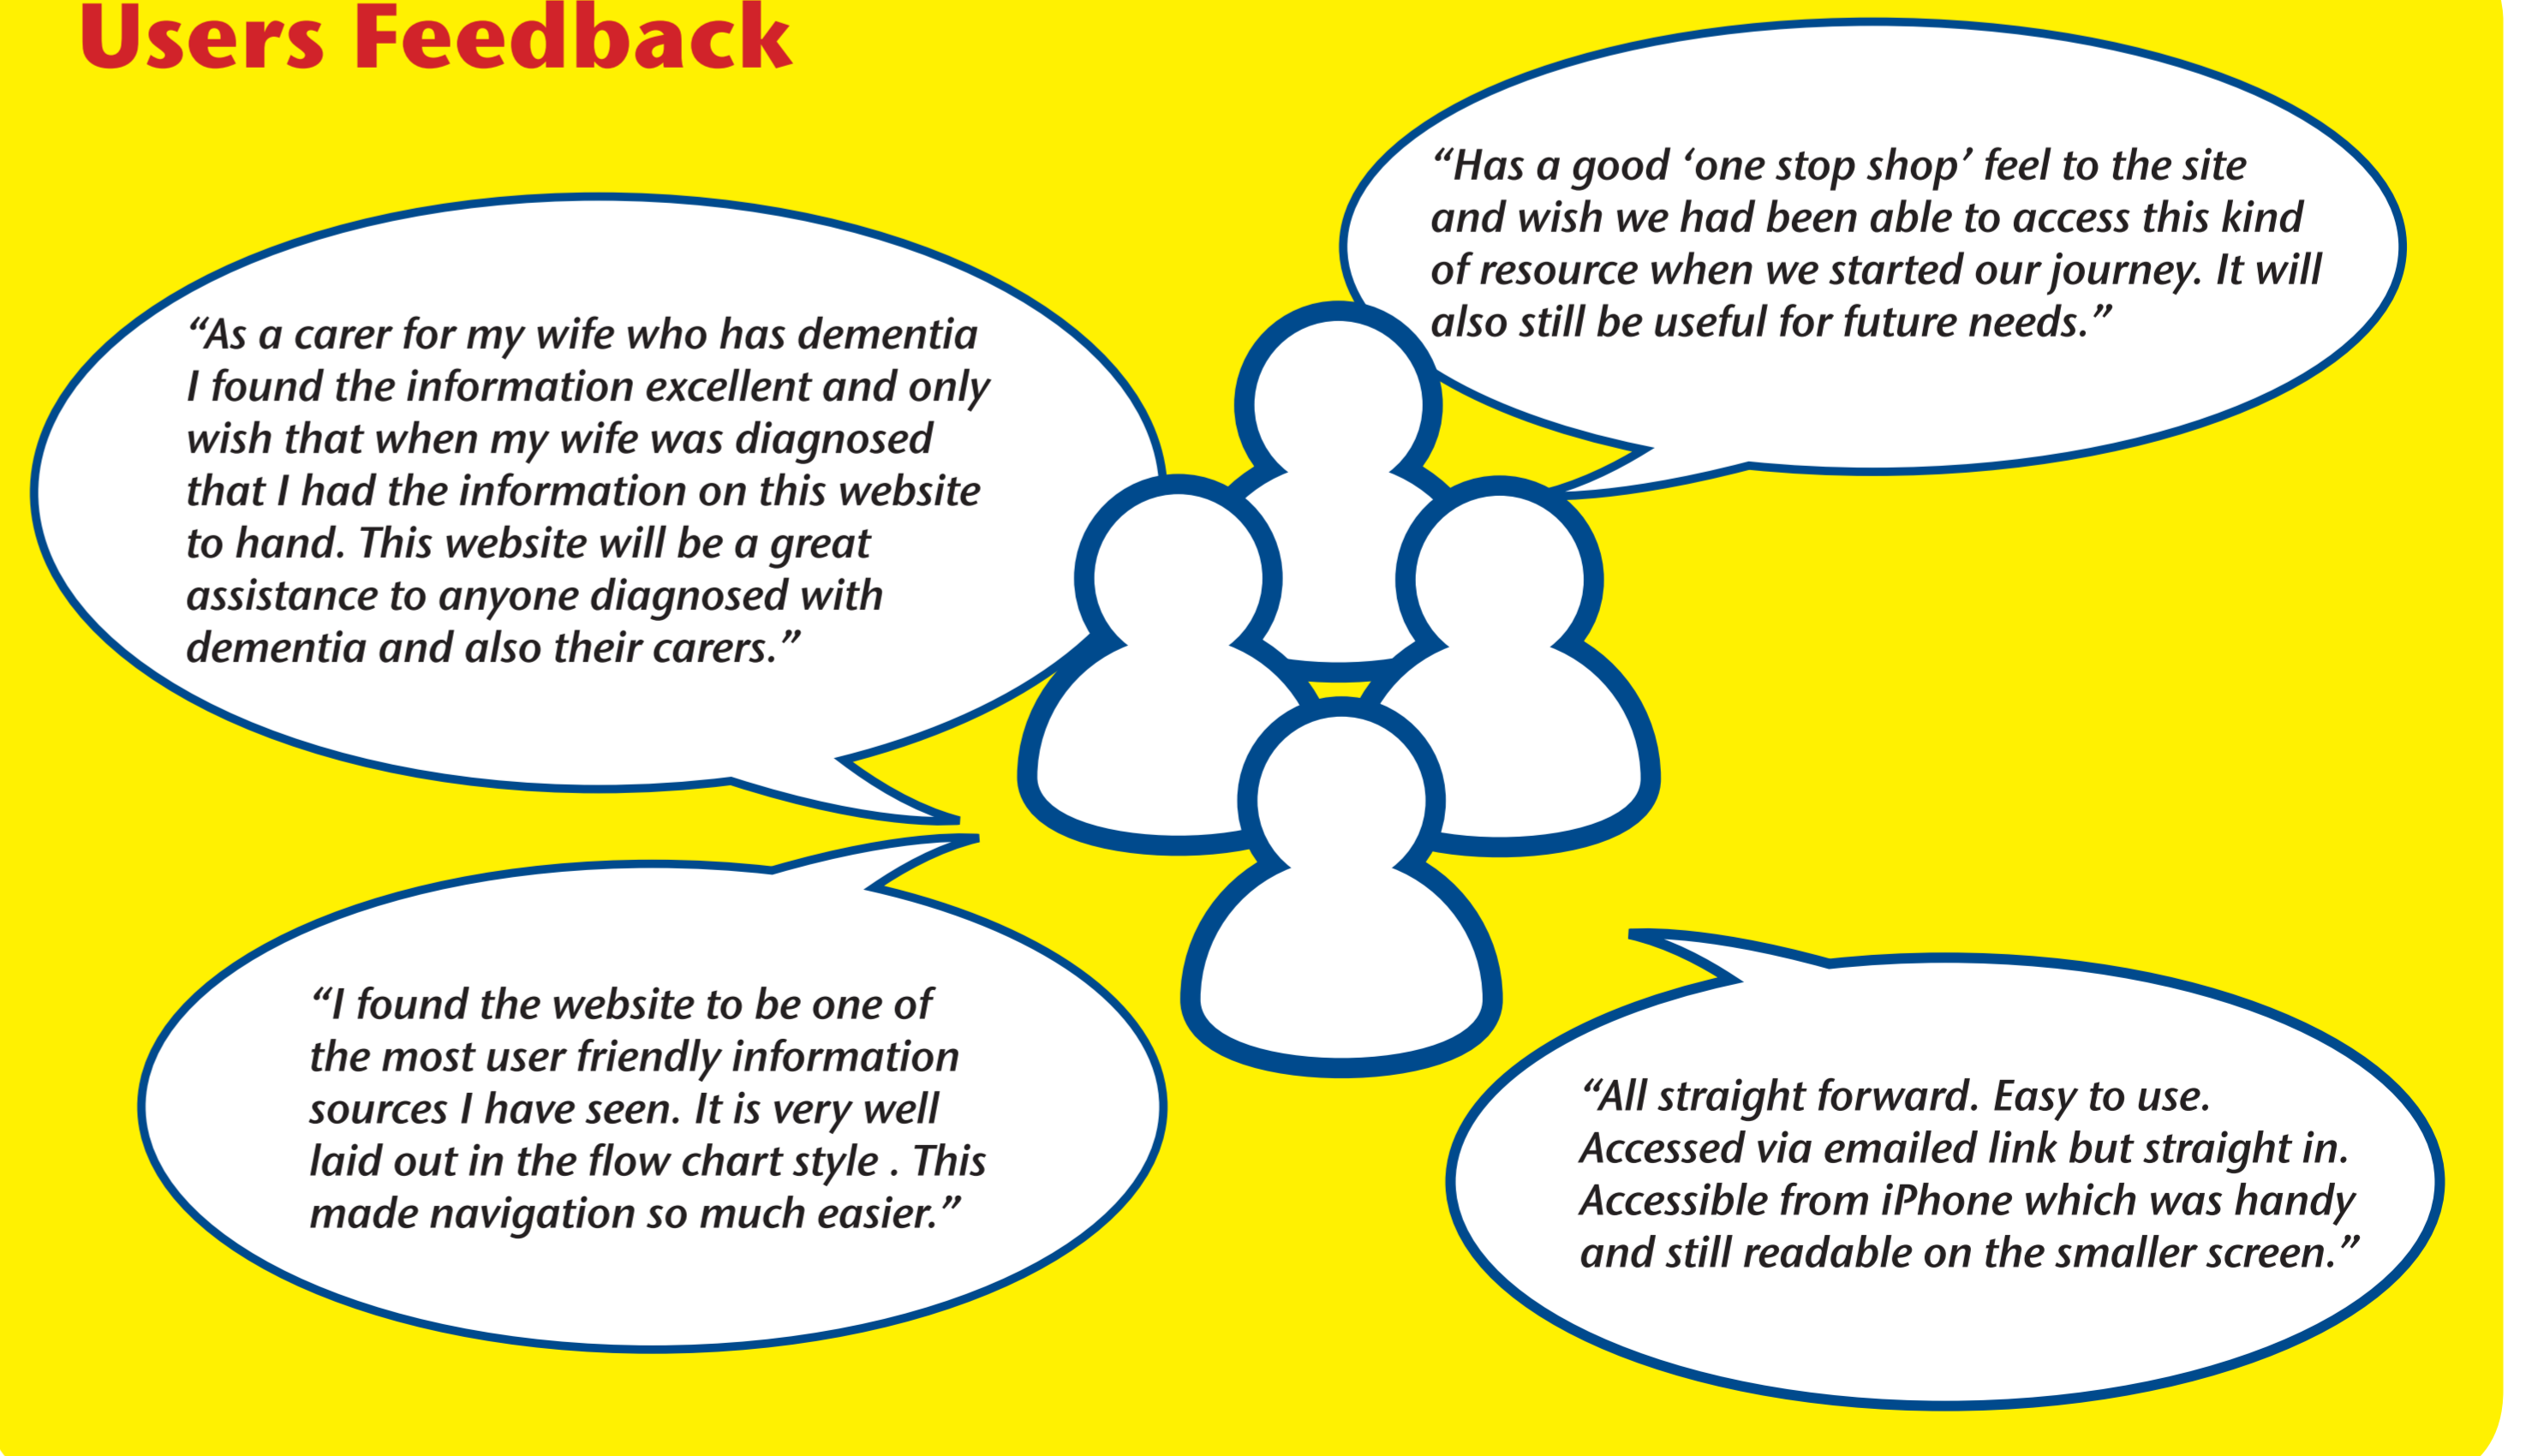 Users Feedback
“As a carer for my wife who has dementia
I found the information excellent and only
wish that when my wife was diagnosed
that I had the information on this website
to hand. This website will be a great
assistance to anyone diagnosed with
dementia and also their carers.”
“Has a good ‘one stop shop’ feel to the site
and wish we had been able to access this kind
of resource when we started our journey. It will
also still be useful for future needs.”
“I found the website to be one of
the most user friendly information
sources I have seen. It is very well
laid out in the flow chart style . This
made navigation so much easier.”
“All straight forward. Easy to use.
Accessed via emailed link but straight in.
Accessible from iPhone which was handy
and still readable on the smaller screen.”